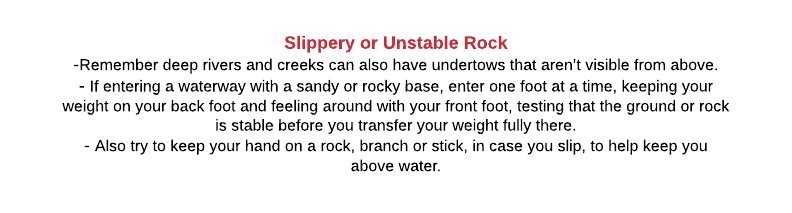 Slippery or Unstable Rock
-Remember deep rivers and creeks can also have undertows that aren't visible from above.
- If entering a waterway with a sandy or rocky base, enter one foot at a time, keeping your
weight on your back foot and feeling around with your front foot, testing that the ground or rock
is stable before you transfer your weight fully there.
- Also try to keep your hand on a rock, branch or stick, in case you slip, to help keep you
above water.